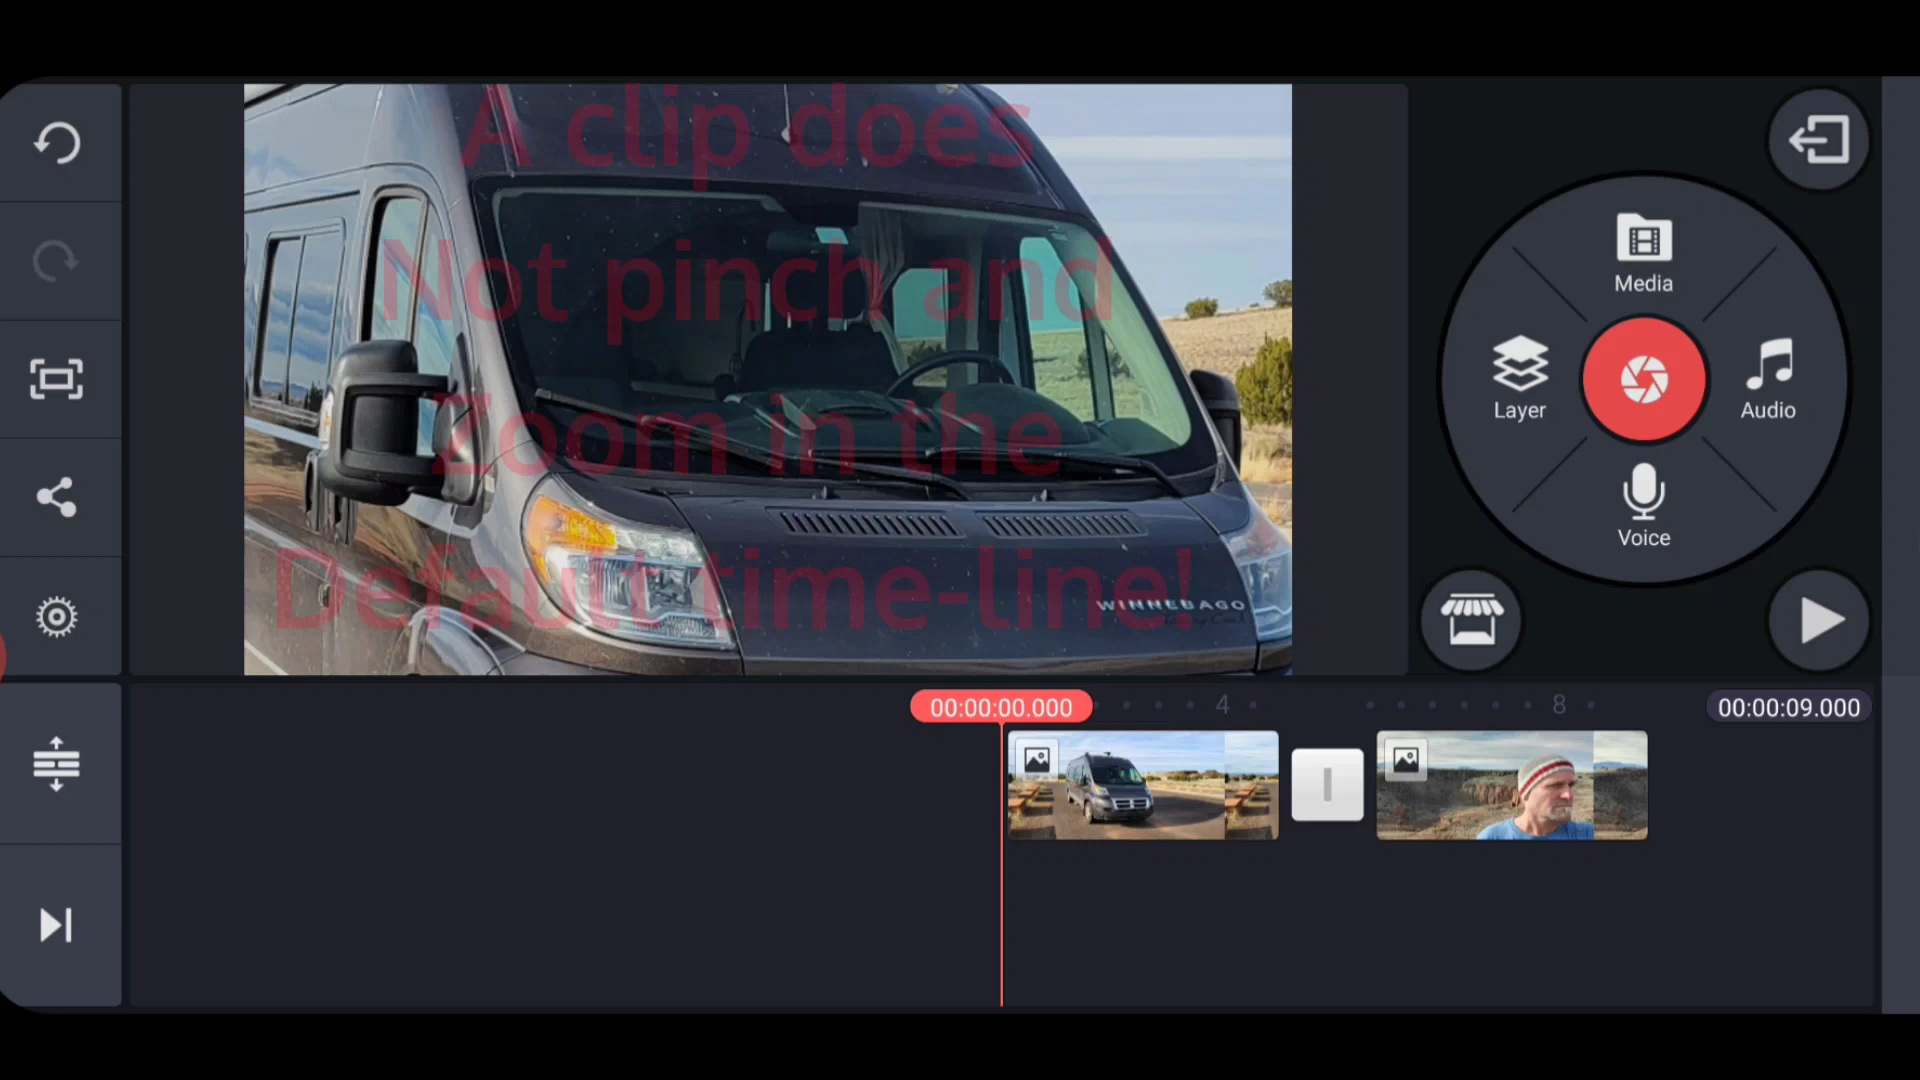 A clip does
Not pinch and
Zoom in the
Default time-line!
WINNEBAGO
Media
Layer
Audio
Voice
00:00:00.000
4
8
00:00:09.000